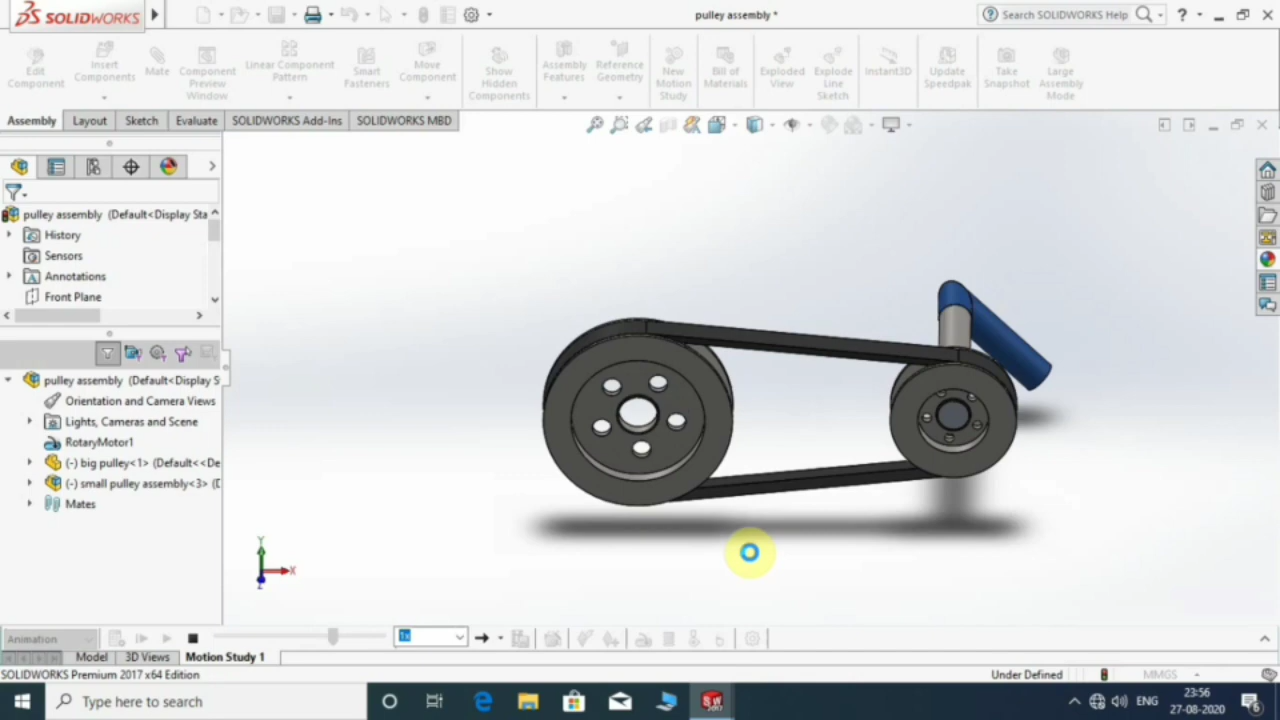 SOLIDWORKS
pulley assembly *
Search SOLIDWORKS Help
?
Edit Component
Insert Components
Mate
Component Preview Window
Linear Component Pattern
Smart Fasteners
Move Component
Show Hidden Components
Assembly Features
Reference Geometry
New Motion Study
Bill of Materials
Exploded View
Explode Line Sketch
Instant3D
Update Speedpak
Take Snapshot
Large Assembly Mode
Assembly
Layout
Sketch
Evaluate
SOLIDWORKS Add-Ins
SOLIDWORKS MBD
pulley assembly (Default<Display Sta
History
Sensors
Annotations
Front Plane
pulley assembly (Default<Display S
Orientation and Camera Views
Lights, Cameras and Scene
RotaryMotor1
(-) big pulley<1> (Default<<De
(-) small pulley assembly<3> (D
Mates
Y
X
Z
Animation
1x
Model
3D Views
Motion Study 1
SOLIDWORKS Premium 2017 x64 Edition
Under Defined
MMGS
Type here to search
SW
2017
ENG
23:56
27-08-2020
6